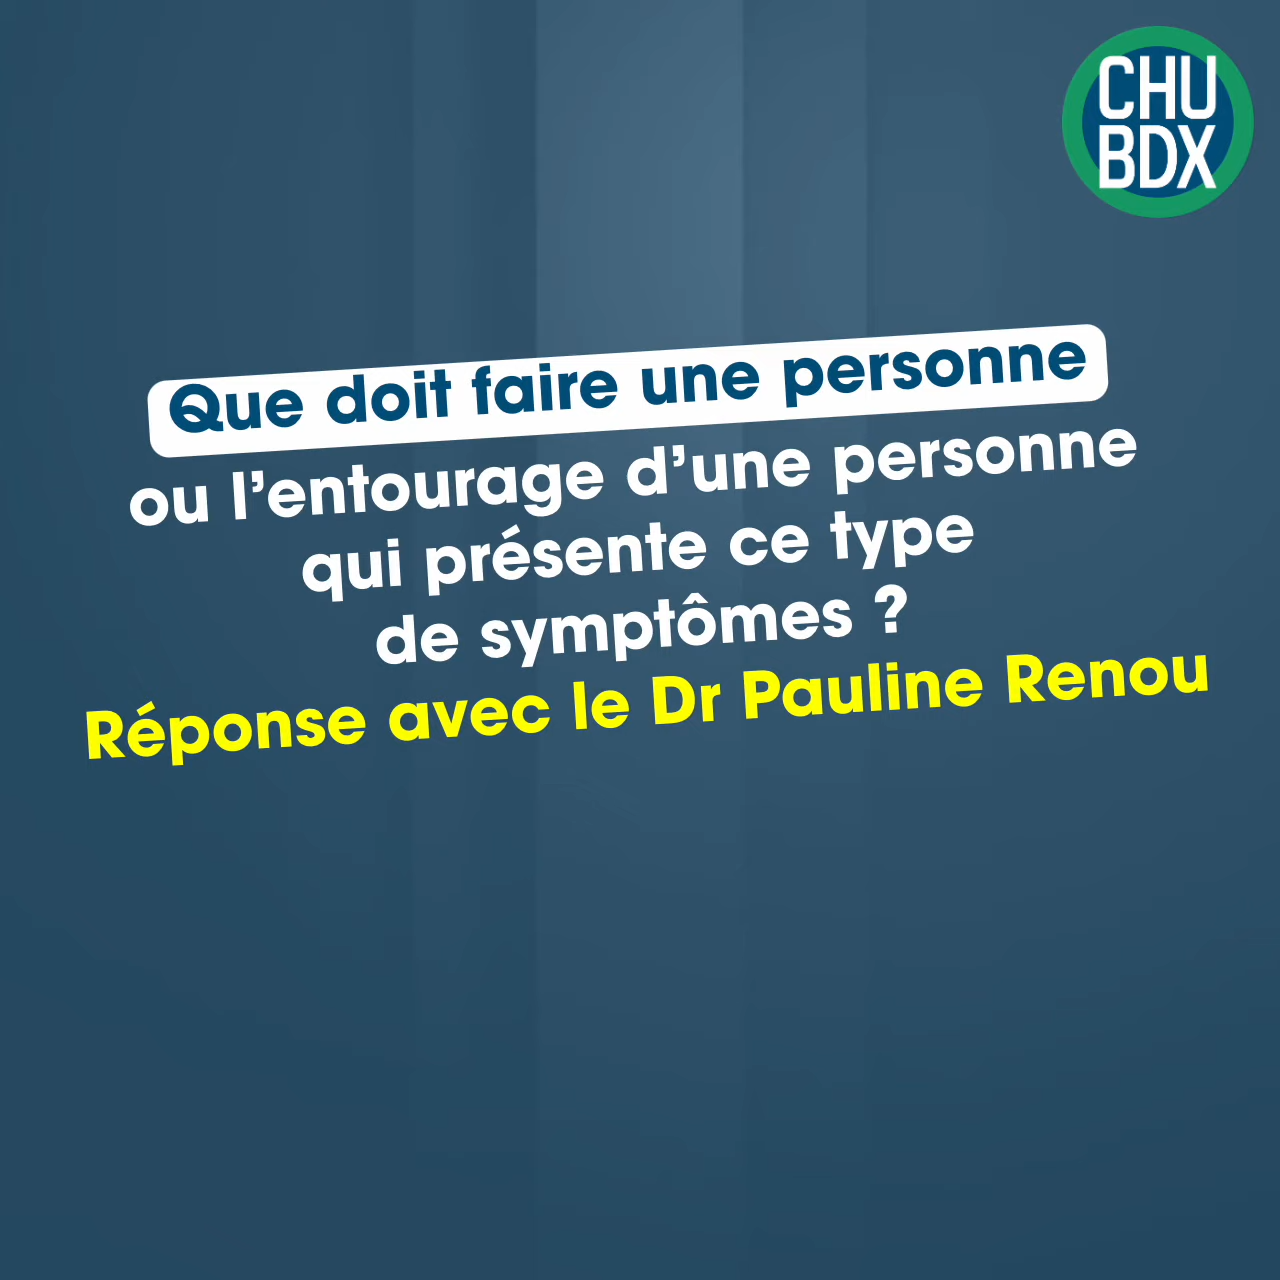 CHU
BDX
Que doit faire une personne
ou l’entourage d’une personne
qui présente ce type
de symptômes ?
Réponse avec le Dr Pauline Renou